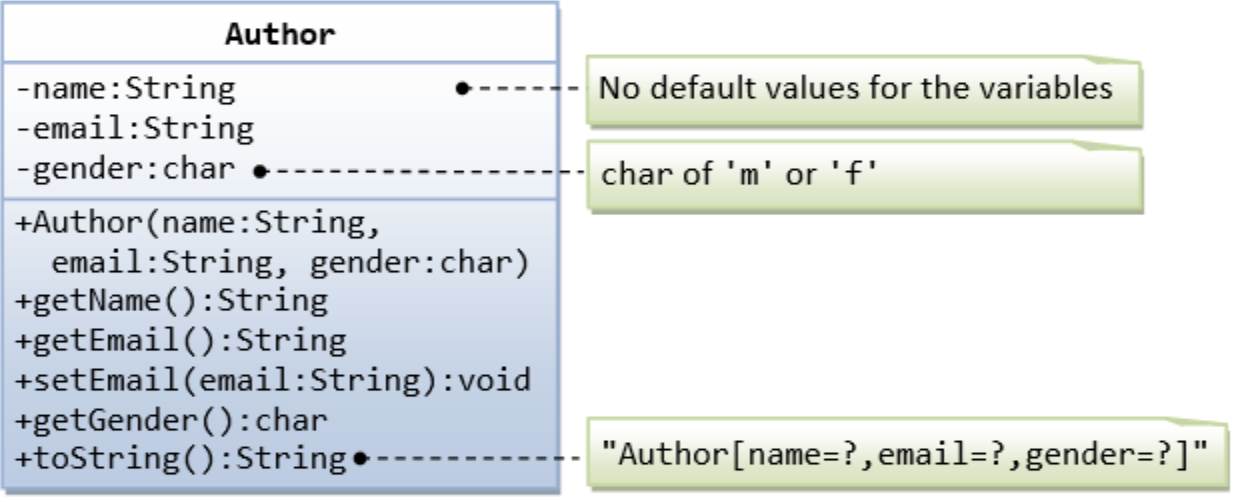 Author
-name:String
-email:String
-gender:char
+Author(name:String,
email:String, gender:char)
+getName():String
+getEmail():String
+setEmail(email:String):void
+getGender():char
+toString():String
No default values for the variables
char of 'm' or 'f'
"Author[name=?,email=?,gender=?]"